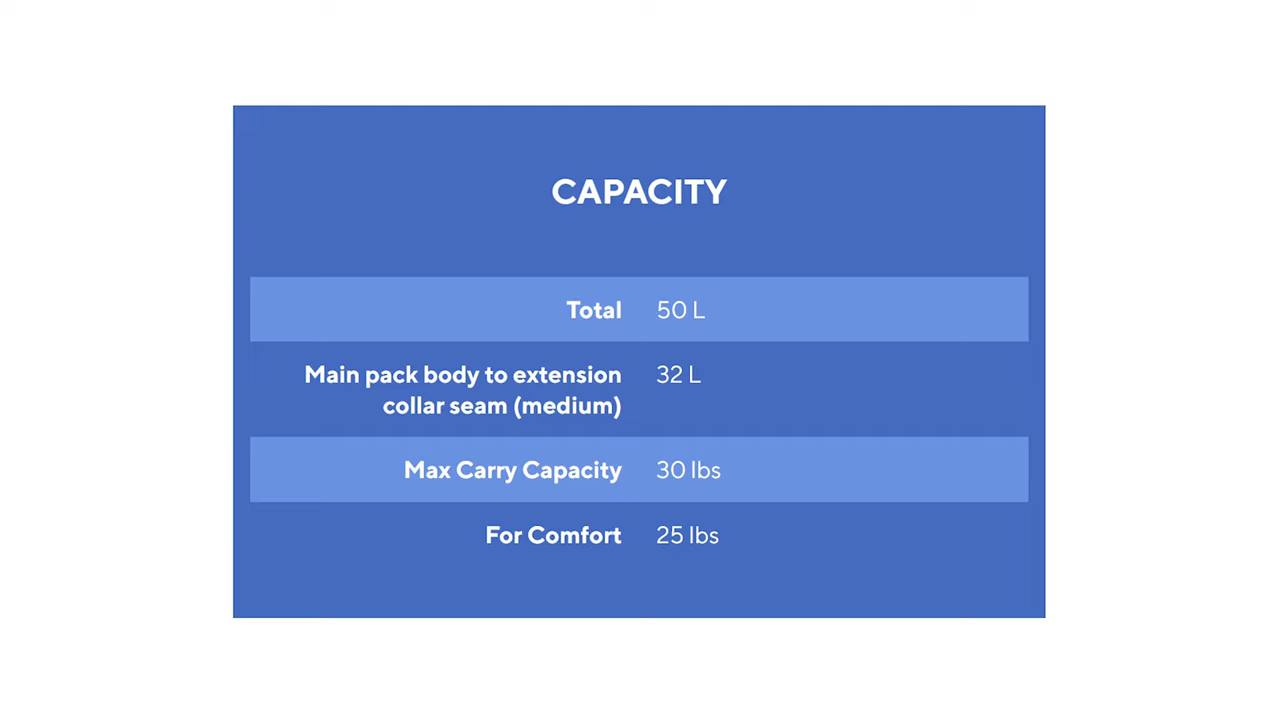 CAPACITY
Total 50 L
Main pack body to extension 32 L
collar seam (medium)
Max Carry Capacity 30 lbs
For Comfort 25 lbs